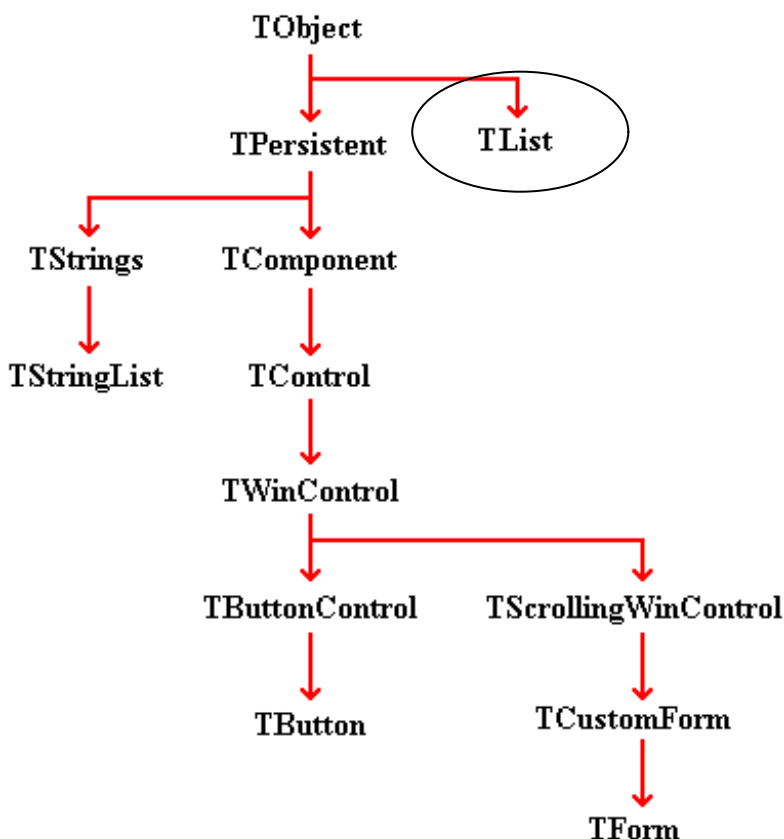 TObject
TPersistent TList
TStrings TComponent
TStringList TControl
TWinControl
TButtonControl TScrollingWinControl
TButton TCustomForm
TForm